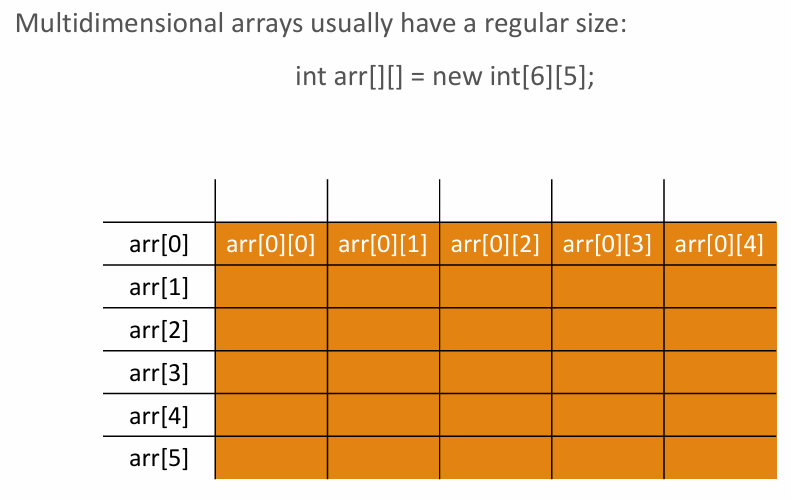 Multidimensional arrays usually have a regular size:
int arr[][] = new int[6][5];
arr[0] arr[0][0] arr[0][1] arr[0][2] arr[0][3] arr[0][4]
arr[1]
arr[2]
arr[3]
arr[4]
arr[5]